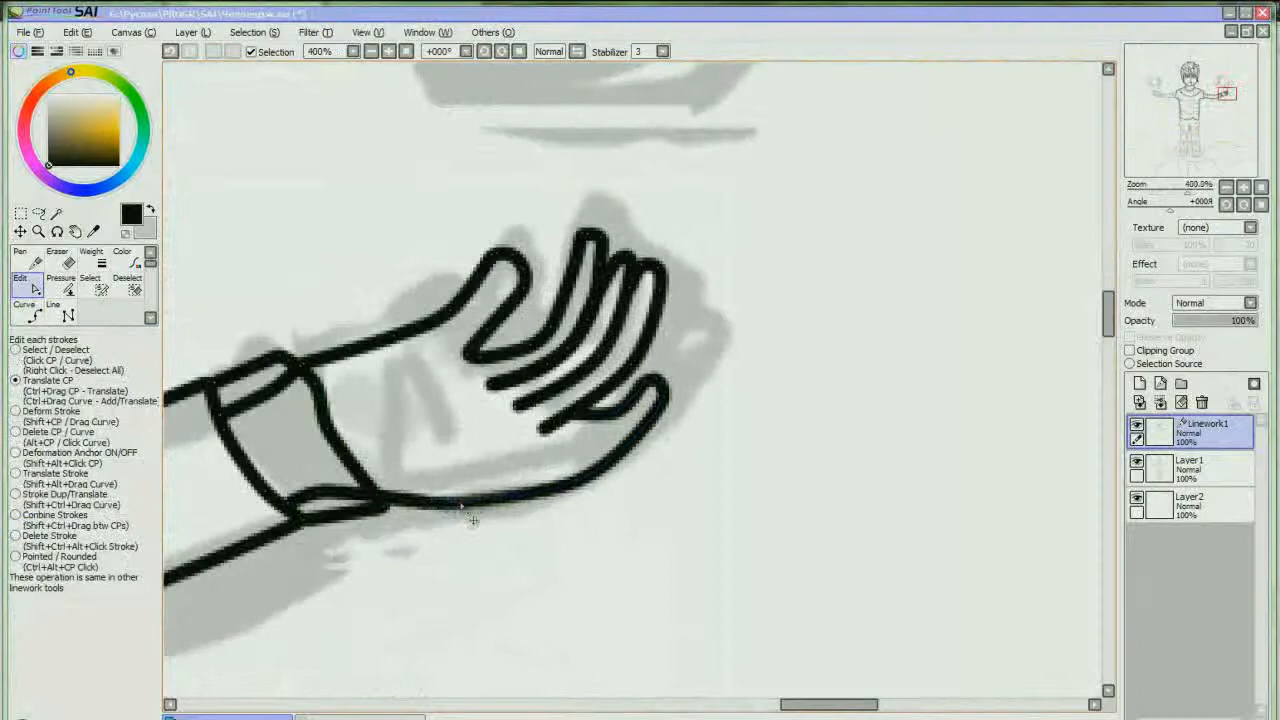 Paint Tool SAI
File (F) Edit (E) Canvas (C) Layer (L) Selection (S) Filter (T) View (V) Window (W) Others (O)
Selection 400% +000° Normal Stabilizer 3
Zoom 400.0%
Angle +000я
Texture (none)
Effect (none)
Mode Normal
Opacity 100%
Clipping Group
Selection Source
Linework1
Normal
100%
Layer1
Normal
100%
Layer2
Normal
100%
Pen Eraser Weight Color
Edit Pressure Select Deselect
Curve Line
Edit each strokes
Select / Deselect
(Click CP / Curve)
(Right Click - Deselect All)
Translate CP
(Ctrl+Drag CP - Translate)
(Ctrl+Drag Curve - Add/Translate)
Deform Stroke
(Shift+CP / Drag Curve)
Delete CP / Curve
(Alt+CP / Click Curve)
Deformation Anchor ON/OFF
(Shift+Alt+Click CP)
Translate Stroke
(Shift+Alt+Drag Curve)
Stroke Dup/Translate
(Shift+Ctrl+Drag Curve)
Conbine Strokes
(Shift+Ctrl+Drag btw CPs)
Delete Stroke
(Shift+Ctrl+Alt+Click Stroke)
Pointed / Rounded
(Ctrl+Alt+CP Click)
These operation is same in other
linework tools